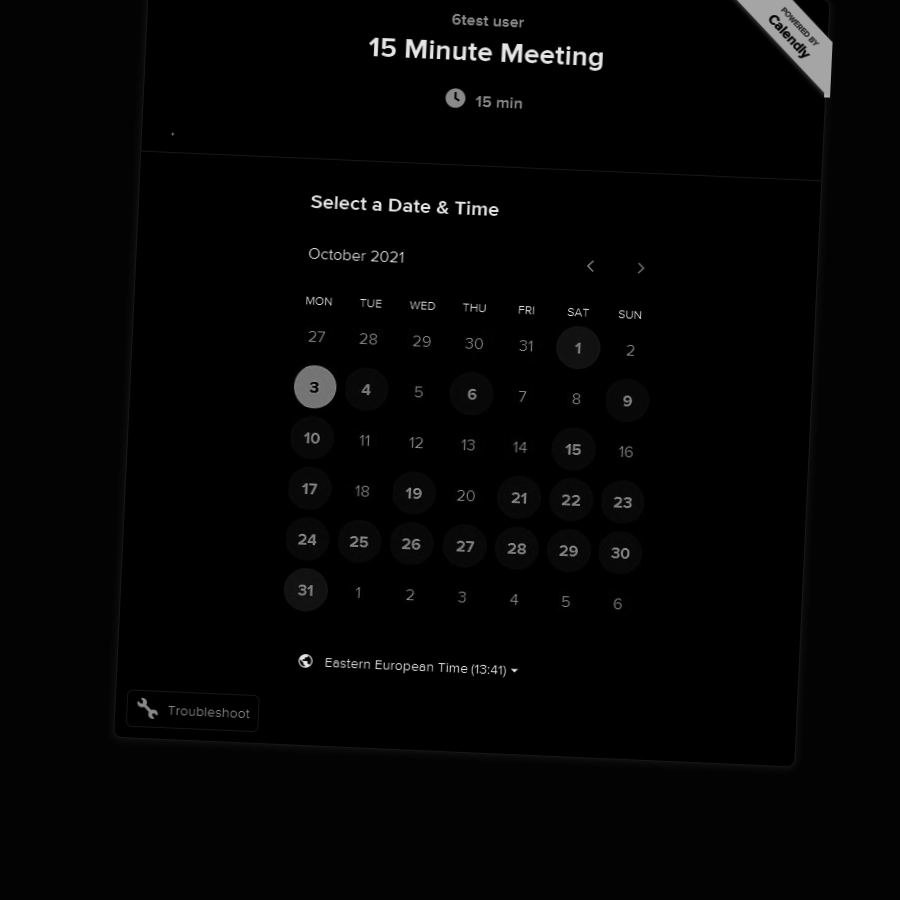 6test user
15 Minute Meeting
15 min
POWERED BY
Calendly
Select a Date & Time
October 2021
MON TUE WED THU FRI SAT SUN
27 28 29 30 31 1 2
3 4 5 6 7 8 9
10 11 12 13 14 15 16
17 18 19 20 21 22 23
24 25 26 27 28 29 30
31 1 2 3 4 5 6
Eastern European Time (13:41)
Troubleshoot